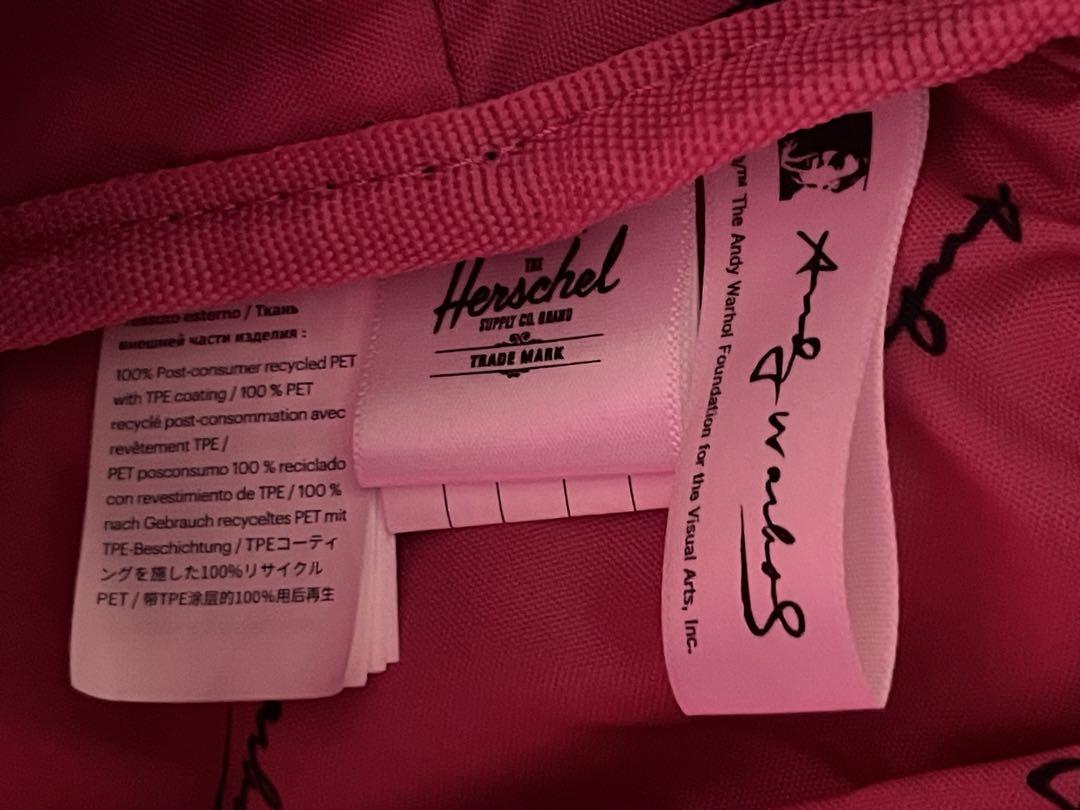 esterno / Ткань
внешней части изделия :
100% Post-consumer recycled PET
with TPE coating / 100 % PET
recyclé post-consommation avec
revêtement TPE /
PET posconsumo 100 % reciclado
con revestimiento de TPE / 100 %
nach Gebrauch recyceltes PET mit
TPE-Beschichtung / TPEコーティ
ングを施した100%リサイクル
PET / 带TPE涂层的100%用后再生
THE
Herschel
SUPPLY CO. BRAND
TRADE MARK
™ The Andy Warhol Foundation for the Visual Arts, Inc.
Andy Warhol